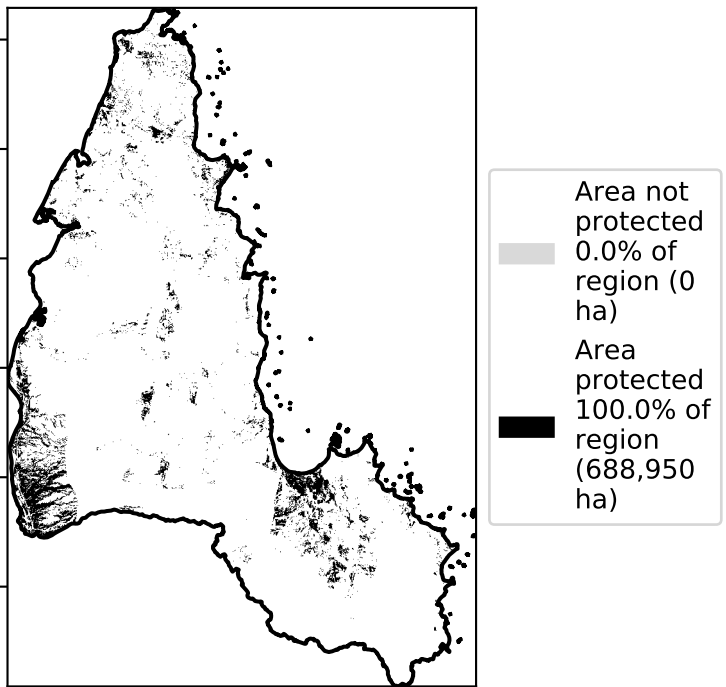 Area not
protected
0.0% of
region (0
ha)
Area
protected
100.0% of
region
(688,950
ha)